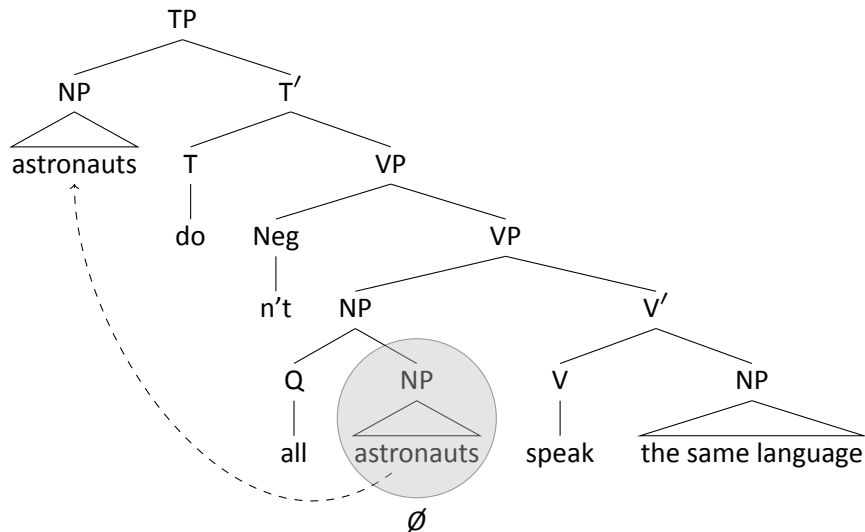 TP
NP T′
astronauts T VP
do Neg VP
n't NP V′
Q NP V NP
all astronauts speak the same language
Ø